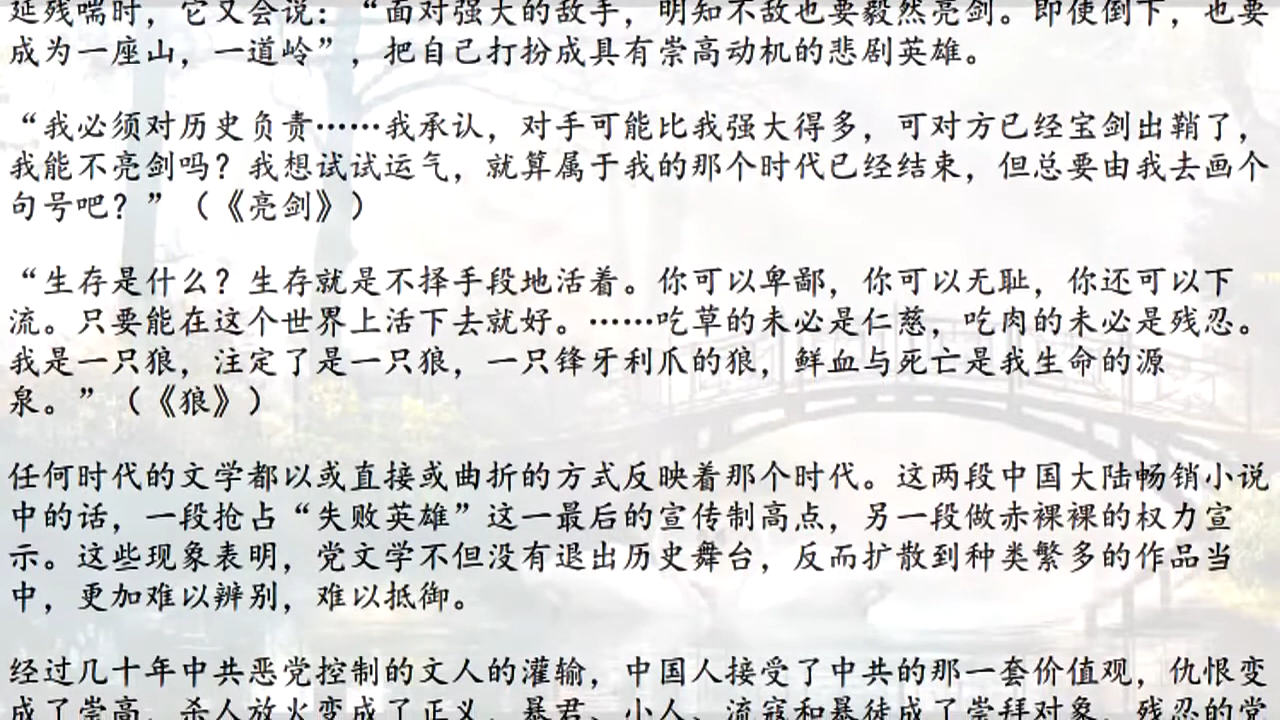 延残喘时，它又会说：“面对强大的敌手，明知不敌也要毅然亮剑。即使倒下，也要
成为一座山，一道岭”，把自己打扮成具有崇高动机的悲剧英雄。
“我必须对历史负责……我承认，对手可能比我强大得多，可对方已经宝剑出鞘了，
我能不亮剑吗？我想试试运气，就算属于我的那个时代已经结束，但总要由我去画个
句号吧？”（《亮剑》）
“生存是什么？生存就是不择手段地活着。你可以卑鄙，你可以无耻，你还可以下
流。只要能在这个世界上活下去就好。……吃草的未必是仁慈，吃肉的未必是残忍。
我是一只狼，注定了是一只狼，一只锋牙利爪的狼，鲜血与死亡是我生命的源
泉。”（《狼》）
任何时代的文学都以或直接或曲折的方式反映着那个时代。这两段中国大陆畅销小说
中的话，一段抢占“失败英雄”这一最后的宣传制高点，另一段做赤裸裸的权力宣
示。这些现象表明，党文学不但没有退出历史舞台，反而扩散到种类繁多的作品当
中，更加难以辨别，难以抵御。
经过几十年中共恶党控制的文人的灌输，中国人接受了中共的那一套价值观，仇恨变
成了崇高，杀人放火变成了正义，暴君、小人、流寇和暴徒成了崇拜对象，残忍的党